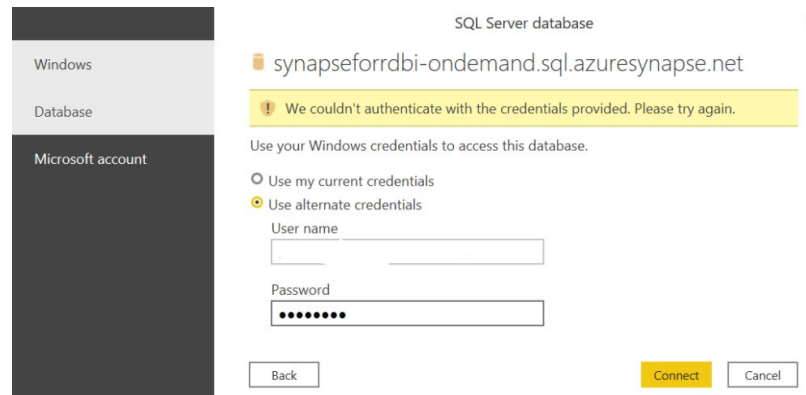 SQL Server database
Windows
Database
Microsoft account
synapseforrdbi-ondemand.sql.azuresynapse.net
We couldn't authenticate with the credentials provided. Please try again.
Use your Windows credentials to access this database.
Use my current credentials
Use alternate credentials
User name
Password
Back
Connect
Cancel